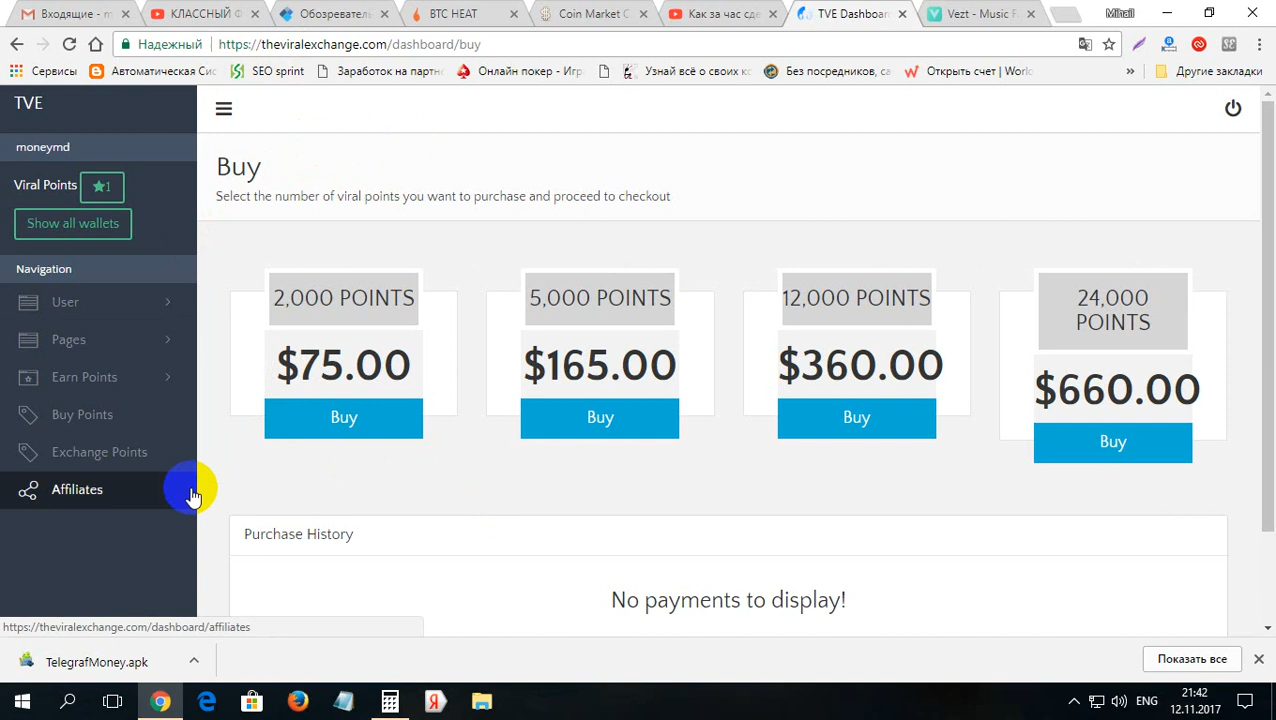 Входящие - m
КЛАССНЫЙ Ф
Обозреватель
BTC HEAT
Coin Market C
Как за час сде
TVE Dashboar
Vezt - Music F
Mihail
Надежный
https://theviralexchange.com/dashboard/buy
Сервисы
Автоматическая Сис
SEO sprint
Заработок на партн
Онлайн покер - Игр
Узнай всё о своих ко
Без посредников, са
Открыть счет | Worl
»
Другие закладки
TVE
moneymd
Viral Points ★1
Show all wallets
Navigation
User
Pages
Earn Points
Buy Points
Exchange Points
Affiliates
Buy
Select the number of viral points you want to purchase and proceed to checkout
2,000 POINTS
$75.00
Buy
5,000 POINTS
$165.00
Buy
12,000 POINTS
$360.00
Buy
24,000
POINTS
$660.00
Buy
Purchase History
No payments to display!
https://theviralexchange.com/dashboard/affiliates
TelegrafMoney.apk
Показать все
ENG
21:42
12.11.2017